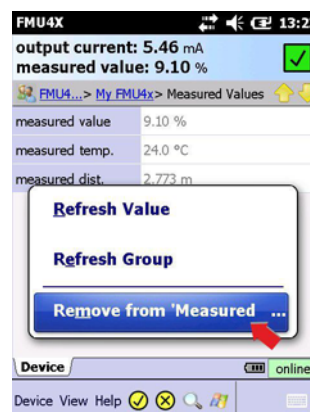 FMU4X 13:2
output current: 5.46 mA
measured value: 9.10 %
FMU4...> My FMU4x> Measured Values
measured value 9.10 %
measured temp. 24.0 °C
measured dist. 2.773 m
Refresh Value
Refresh Group
Remove from 'Measured ...
Device online
Device View Help